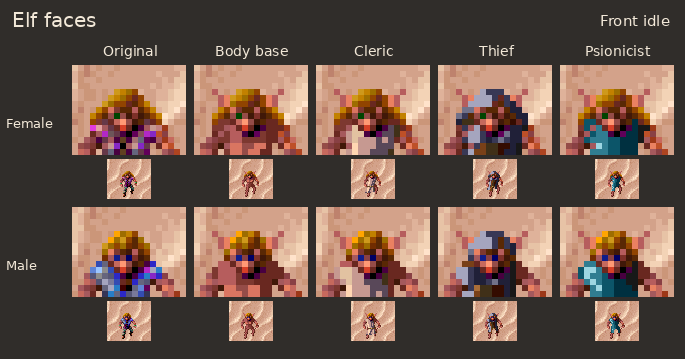 Elf faces
Front idle
Original Body base Cleric Thief Psionicist
Female
Male